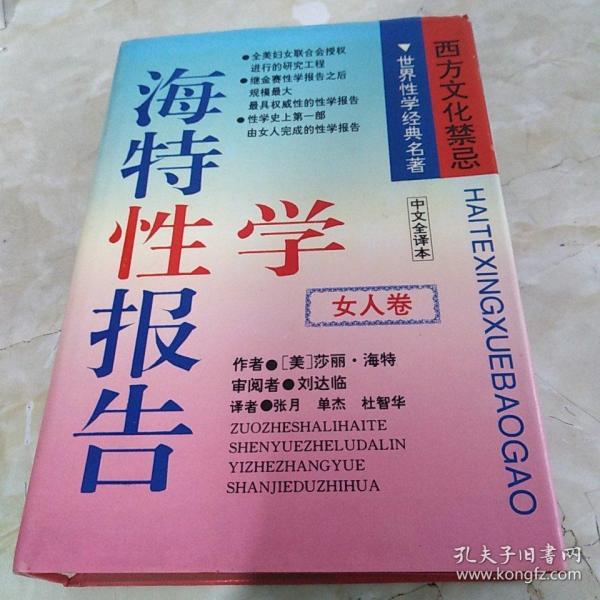 西方文化禁忌
▼世界性学经典名著
●全美妇女联合会授权
进行的研究工程
●继金赛性学报告之后
规模最大
最具权威性的性学报告
●性学史上第一部
由女人完成的性学报告
海特性学报告
中文全译本
女人卷
HAITEXINGXUEBAOGAO
作者●[美]莎丽·海特
审阅者●刘达临
译者●张月 单杰 杜智华
ZUOZHESHALIHAITE
SHENYUEZHELUDALIN
YIZHEZHANGYUE
SHANJIEDUZHIHUA
孔夫子旧书网
www.kongfz.com